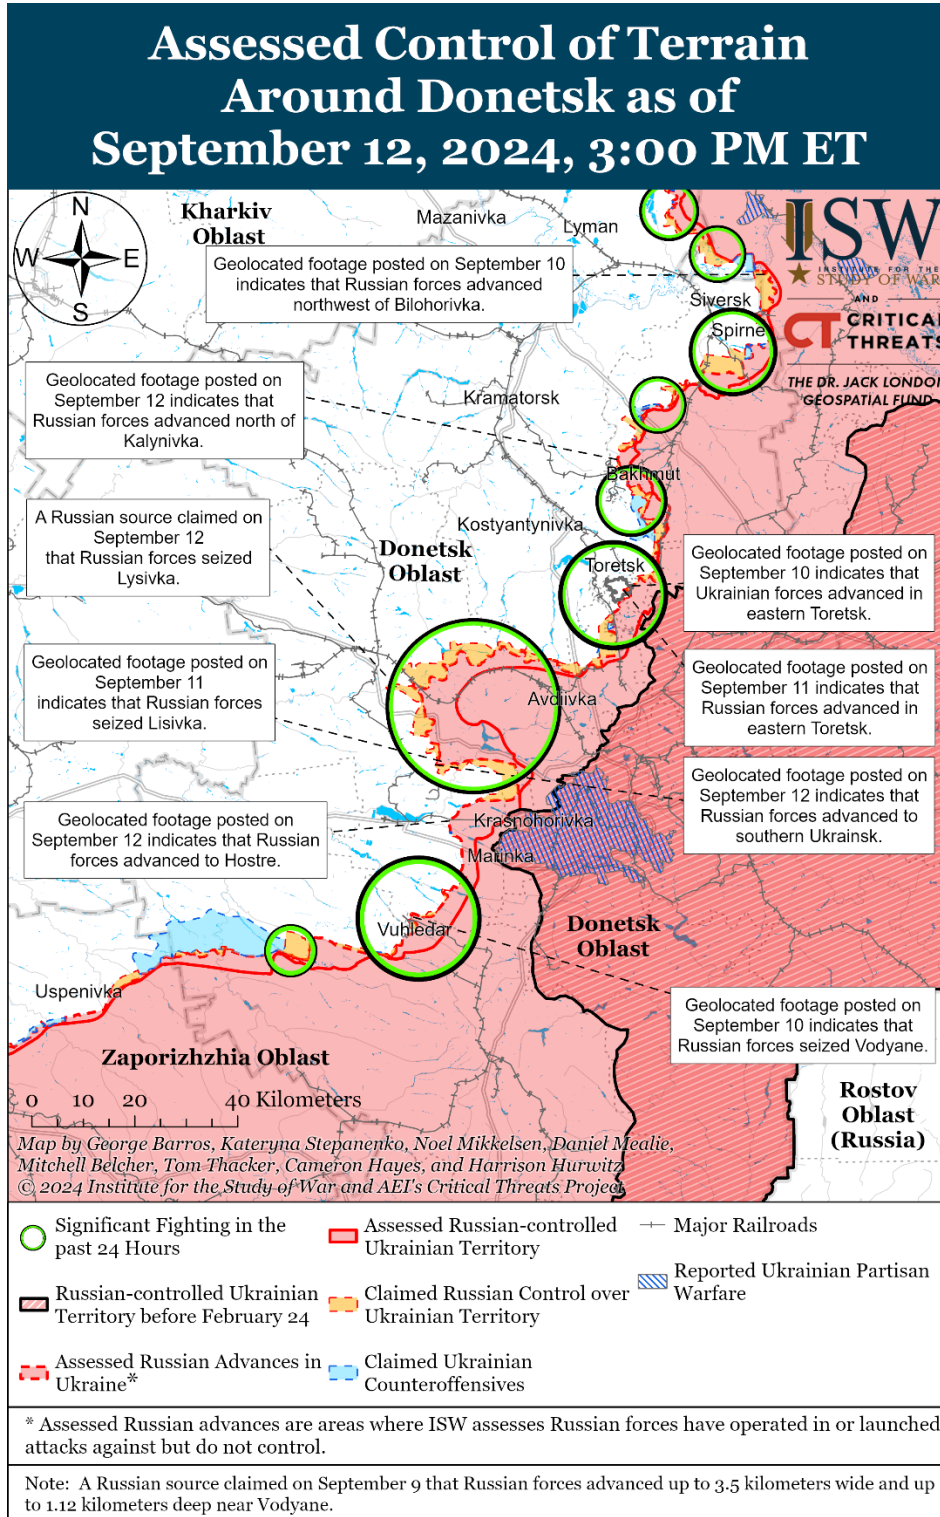 Assessed Control of Terrain
Around Donetsk as of
September 12, 2024, 3:00 PM ET
N
W
E
S
Kharkiv
Oblast
Mazanivka
Lyman
ISW
INSTITUTE FOR THE
STUDY OF WAR
AND
CT CRITICAL
THREATS
THE DR. JACK LONDON
GEOSPATIAL FUND
Geolocated footage posted on September 10
indicates that Russian forces advanced
northwest of Bilohorivka.
Siversk
Spirne
Geolocated footage posted on
September 12 indicates that
Russian forces advanced north of
Kalynivka.
Kramatorsk
Bakhmut
A Russian source claimed on
September 12
that Russian forces seized
Lysivka.
Kostyantynivka
Donetsk
Oblast
Toretsk
Geolocated footage posted on
September 10 indicates that
Ukrainian forces advanced in
eastern Toretsk.
Geolocated footage posted on
September 11
indicates that Russian forces
seized Lisivka.
Avdiivka
Geolocated footage posted on
September 11 indicates that
Russian forces advanced in
eastern Toretsk.
Geolocated footage posted on
September 12 indicates that
Russian forces advanced to
southern Ukrainsk.
Geolocated footage posted on
September 12 indicates that Russian
forces advanced to Hostre.
Krasnohorivka
Marinka
Vuhledar
Donetsk
Oblast
Uspenivka
Geolocated footage posted on
September 10 indicates that
Russian forces seized Vodyane.
Zaporizhzhia Oblast
Rostov
Oblast
(Russia)
0 10 20 40 Kilometers
Map by George Barros, Kateryna Stepanenko, Noel Mikkelsen, Daniel Mealie,
Mitchell Belcher, Tom Thacker, Cameron Hayes, and Harrison Hurwitz
© 2024 Institute for the Study of War and AEI's Critical Threats Project
Significant Fighting in the
past 24 Hours
Russian-controlled Ukrainian
Territory before February 24
Assessed Russian Advances in
Ukraine*
Assessed Russian-controlled
Ukrainian Territory
Claimed Russian Control over
Ukrainian Territory
Claimed Ukrainian
Counteroffensives
Major Railroads
Reported Ukrainian Partisan
Warfare
* Assessed Russian advances are areas where ISW assesses Russian forces have operated in or launched
attacks against but do not control.
Note: A Russian source claimed on September 9 that Russian forces advanced up to 3.5 kilometers wide and up
to 1.12 kilometers deep near Vodyane.